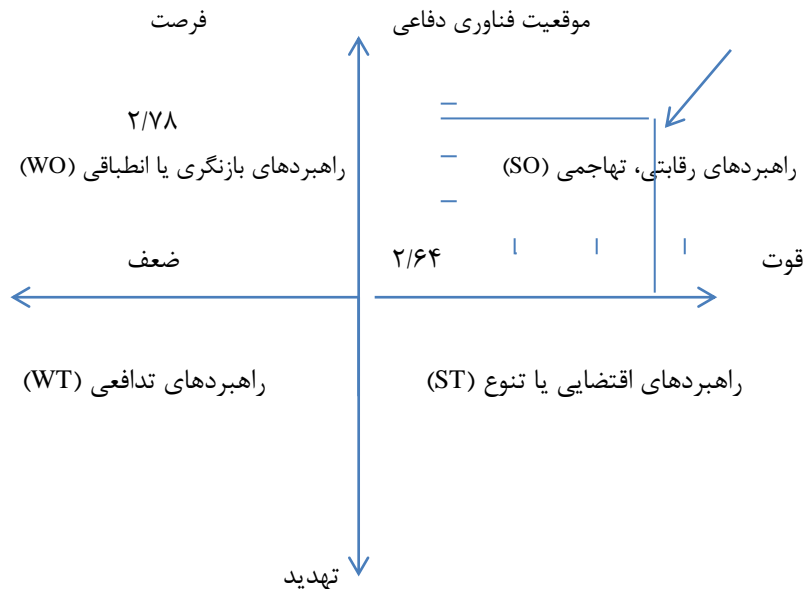 موقعیت فناوری دفاعی
فرصت
۲/۷۸
راهبردهای رقابتی، تهاجمی (SO)
راهبردهای بازنگری یا انطباقی (WO)
قوت
۲/۶۴
ضعف
راهبردهای اقتضایی یا تنوع (ST)
راهبردهای تدافعی (WT)
تهدید